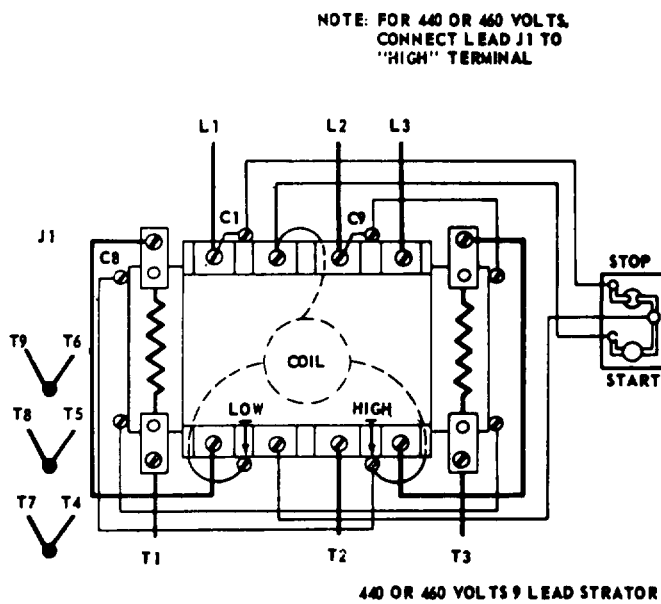 NOTE: FOR 440 OR 460 VOLTS,
CONNECT LEAD J1 TO
"HIGH" TERMINAL
L1 L2 L3
C1 C9
J1
C8
STOP
T9 T6
COIL
START
LOW HIGH
T8 T5
T7 T4
T1 T2 T3
440 OR 460 VOLTS 9 LEAD STRATOR